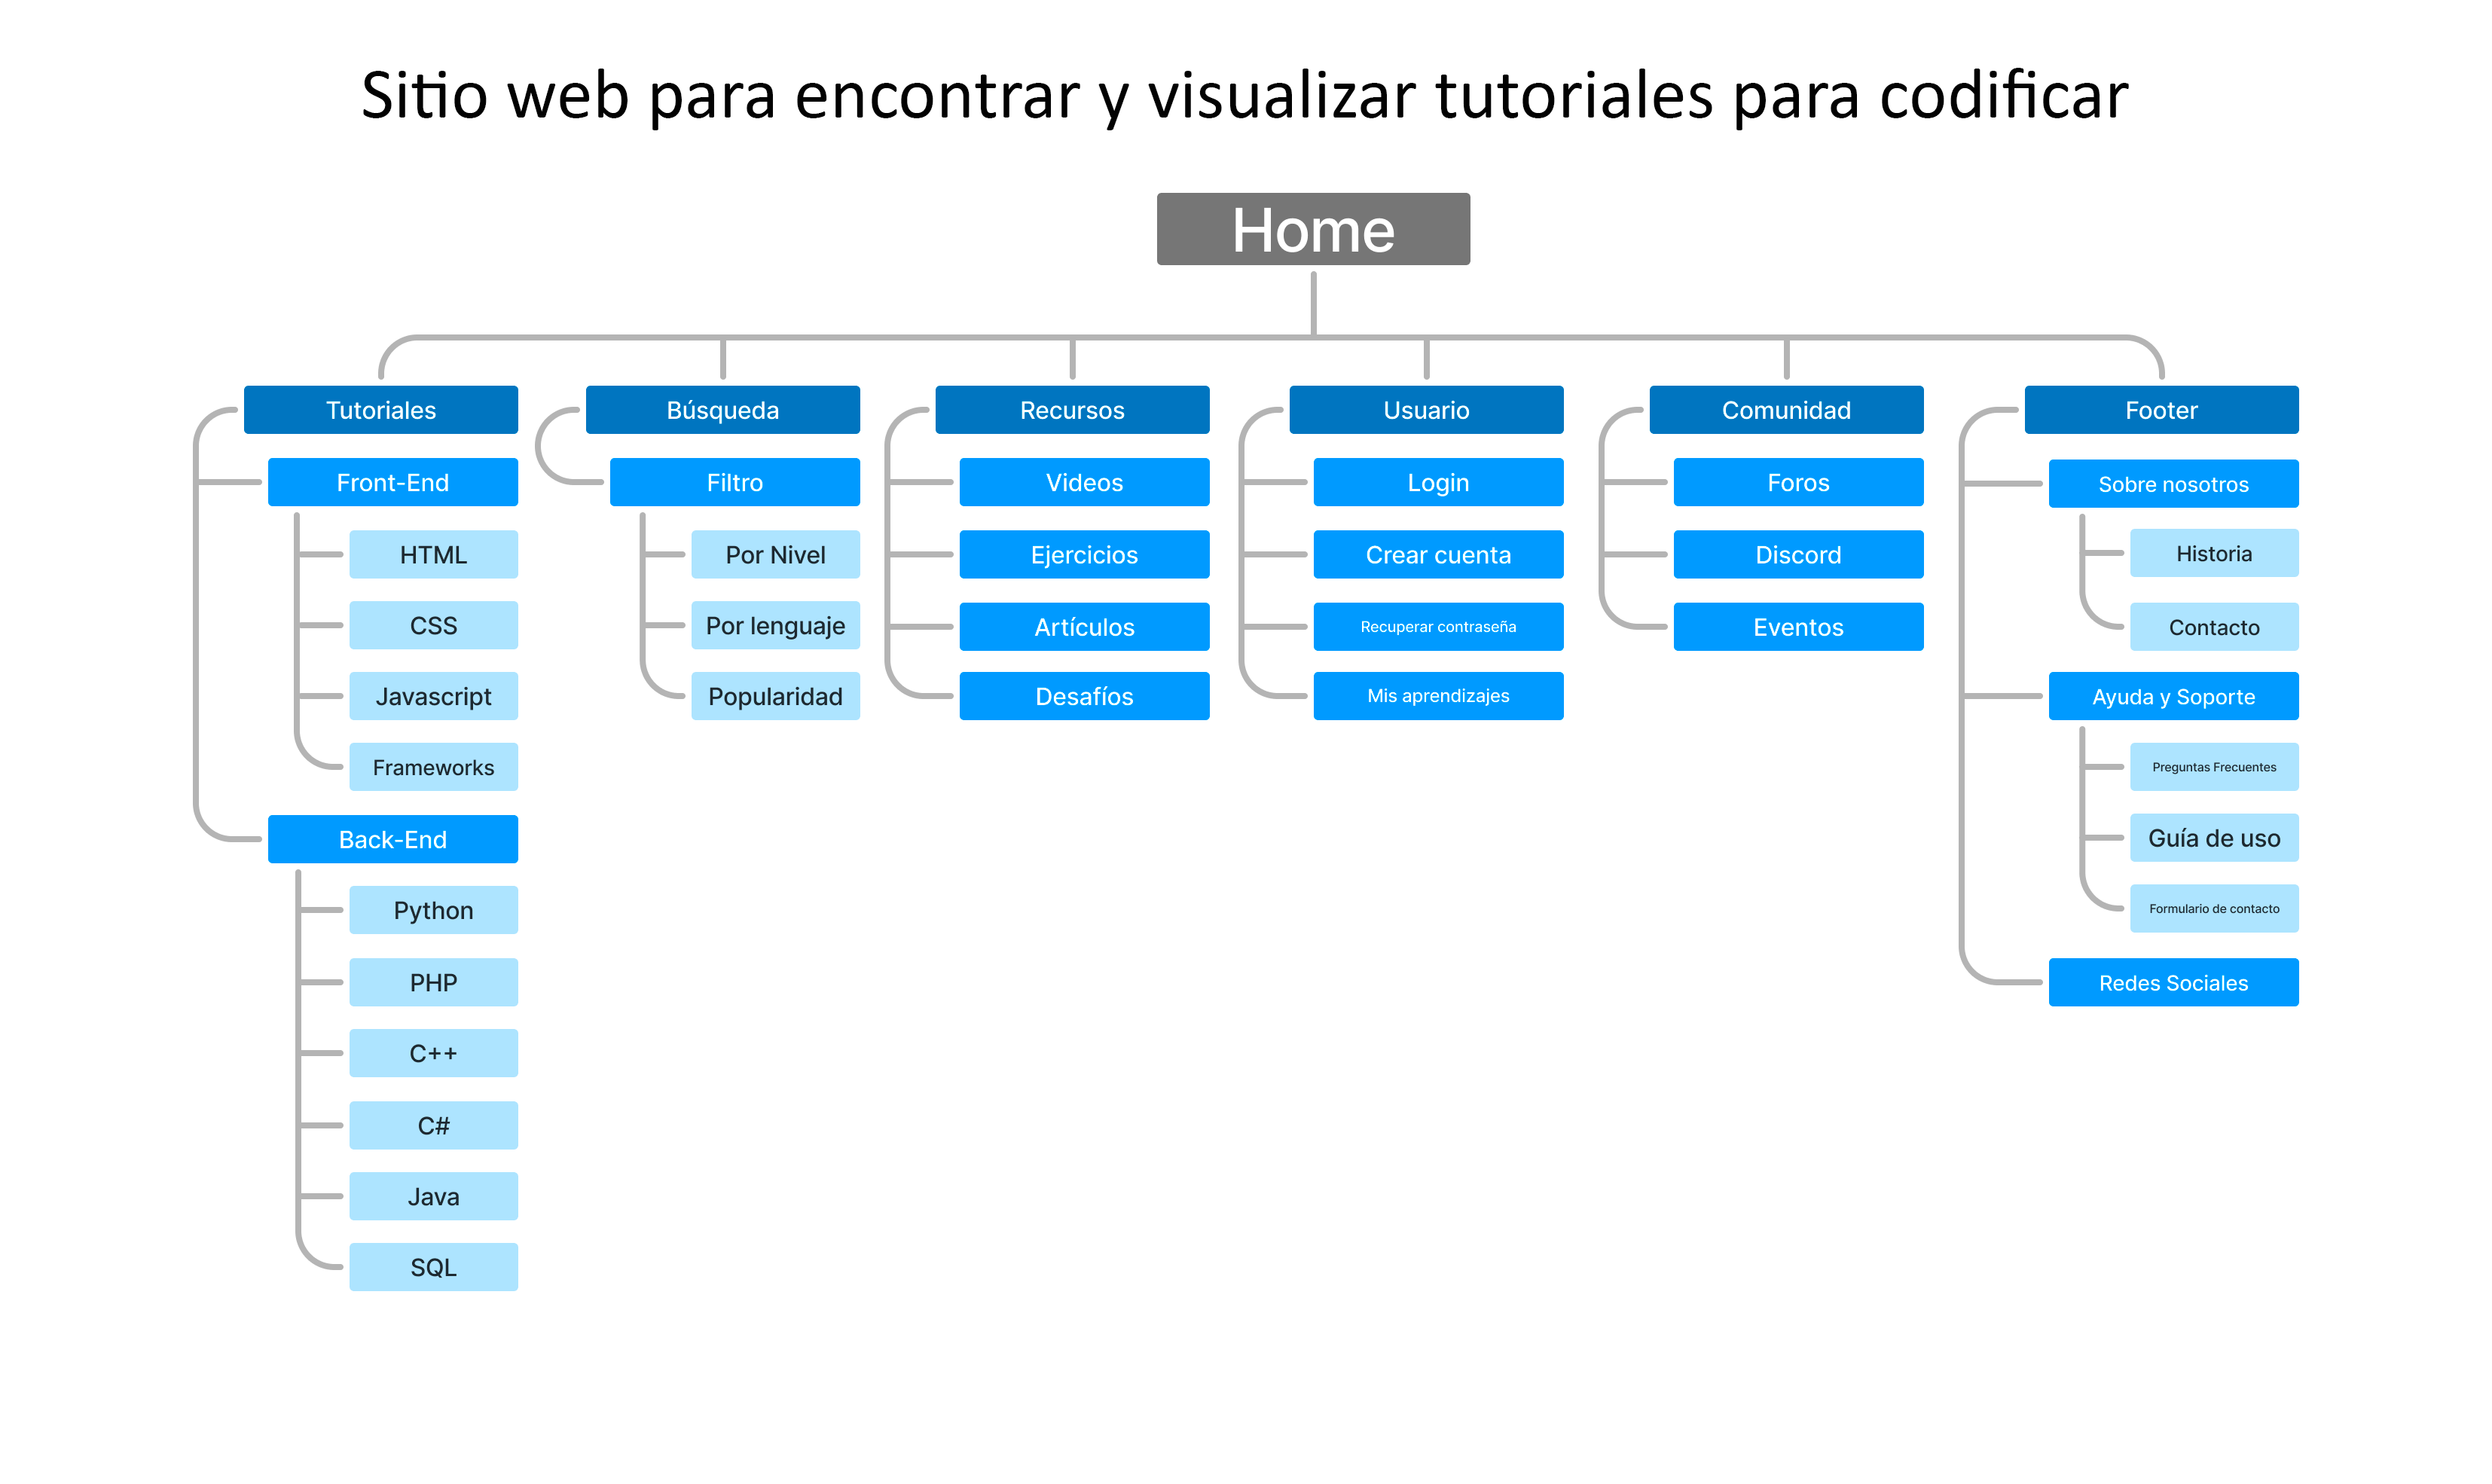 Sitio web para encontrar y visualizar tutoriales para codificar
Home
Tutoriales
Front-End
HTML
CSS
Javascript
Frameworks
Back-End
Python
PHP
C++
C#
Java
SQL
Búsqueda
Filtro
Por Nivel
Por lenguaje
Popularidad
Recursos
Videos
Ejercicios
Artículos
Desafíos
Usuario
Login
Crear cuenta
Recuperar contraseña
Mis aprendizajes
Comunidad
Foros
Discord
Eventos
Footer
Sobre nosotros
Historia
Contacto
Ayuda y Soporte
Preguntas Frecuentes
Guía de uso
Formulario de contacto
Redes Sociales